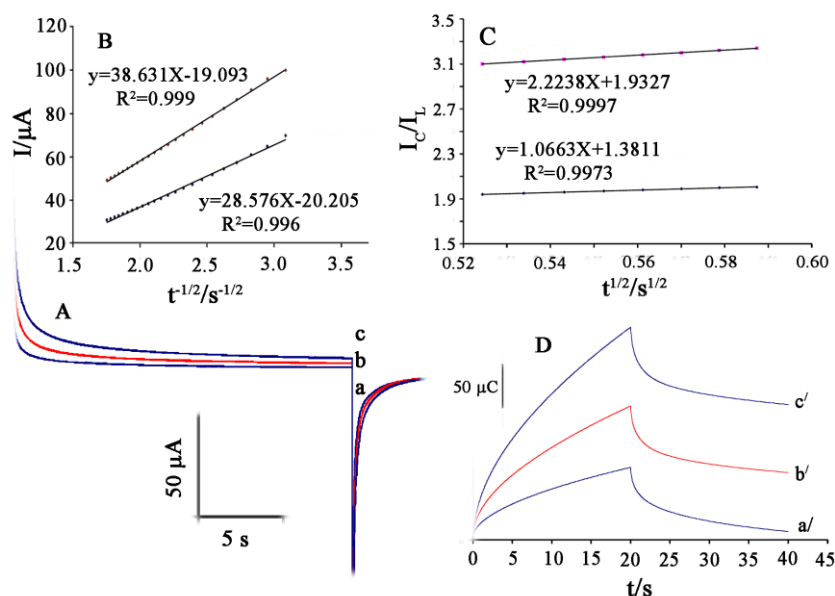 B
y=38.631X-19.093
R²=0.999
y=28.576X-20.205
R²=0.996
I/µA
100
80
60
40
20
1.5 2.0 2.5 3.0 3.5
t⁻¹/²/s⁻¹/²
C
y=2.2238X+1.9327
R²=0.9997
y=1.0663X+1.3811
R²=0.9973
I_C/I_L
3.5
3.1
2.7
2.3
1.9
1.5
0.52 0.54 0.56 0.58 0.60
t¹/²/s¹/²
A
c
b
a
50 µA
5 s
D
50 µC
c/
b/
a/
0 5 10 15 20 25 30 35 40 45
t/s